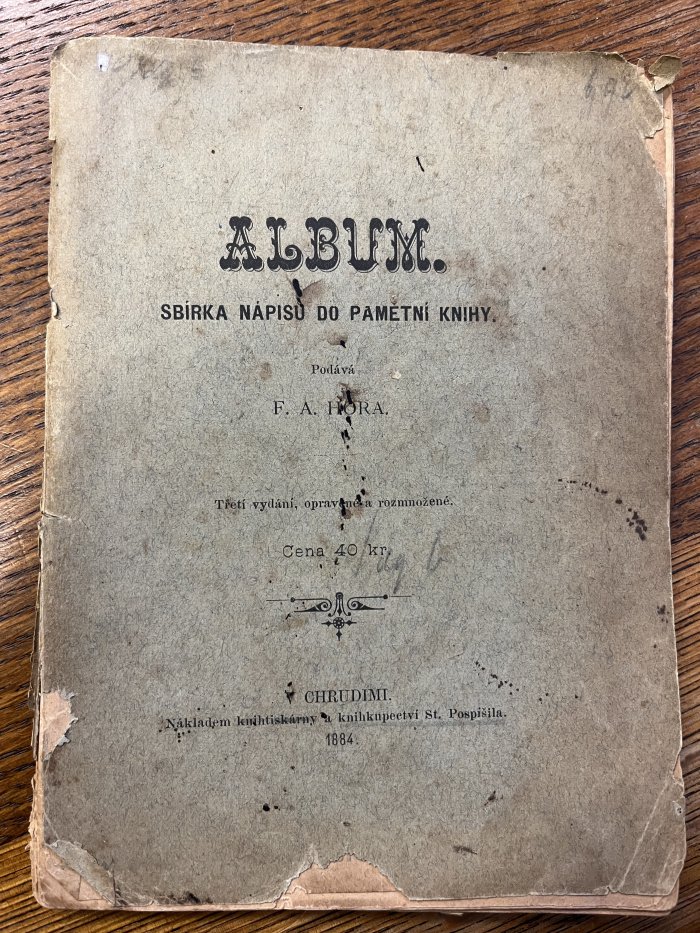 ALBUM.
SBÍRKA NÁPISŮ DO PAMĚTNÍ KNIHY.
Podává
F. A. HORA.
Třetí vydání, opravené a rozmnožené.
Cena 40 kr.
V CHRUDIMI.
Nákladem knihtiskárny a knihkupectví St. Pospíšila.
1884.